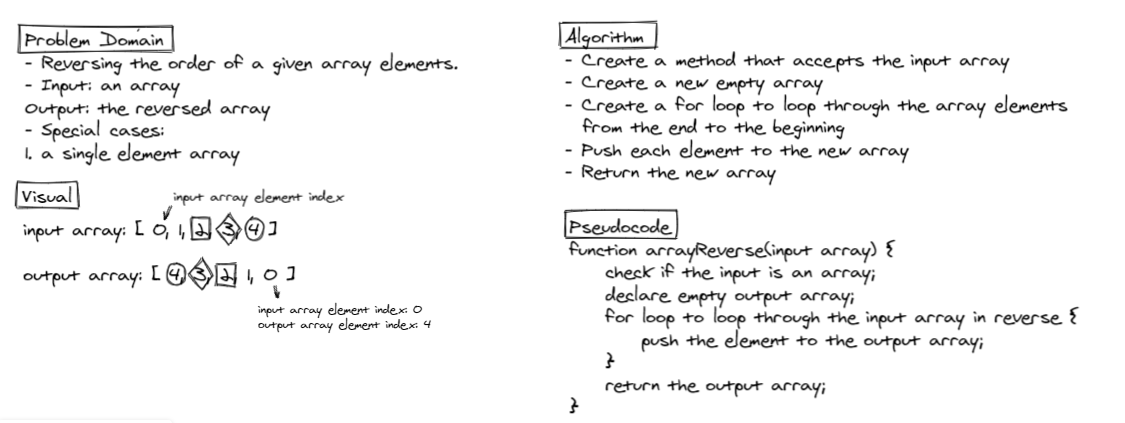 Problem Domain
- Reversing the order of a given array elements.
- Input: an array
Output: the reversed array
- Special cases:
1. a single element array
Visual
input array element index
input array: [ 0, 1, 2, 3, 4 ]
output array: [ 4, 3, 2, 1, 0 ]
input array element index: 0
output array element index: 4
Algorithm
- Create a method that accepts the input array
- Create a new empty array
- Create a for loop to loop through the array elements
from the end to the beginning
- Push each element to the new array
- Return the new array
Pseudocode
function arrayReverse(input array) {
check if the input is an array;
declare empty output array;
for loop to loop through the input array in reverse {
push the element to the output array;
}
return the output array;
}